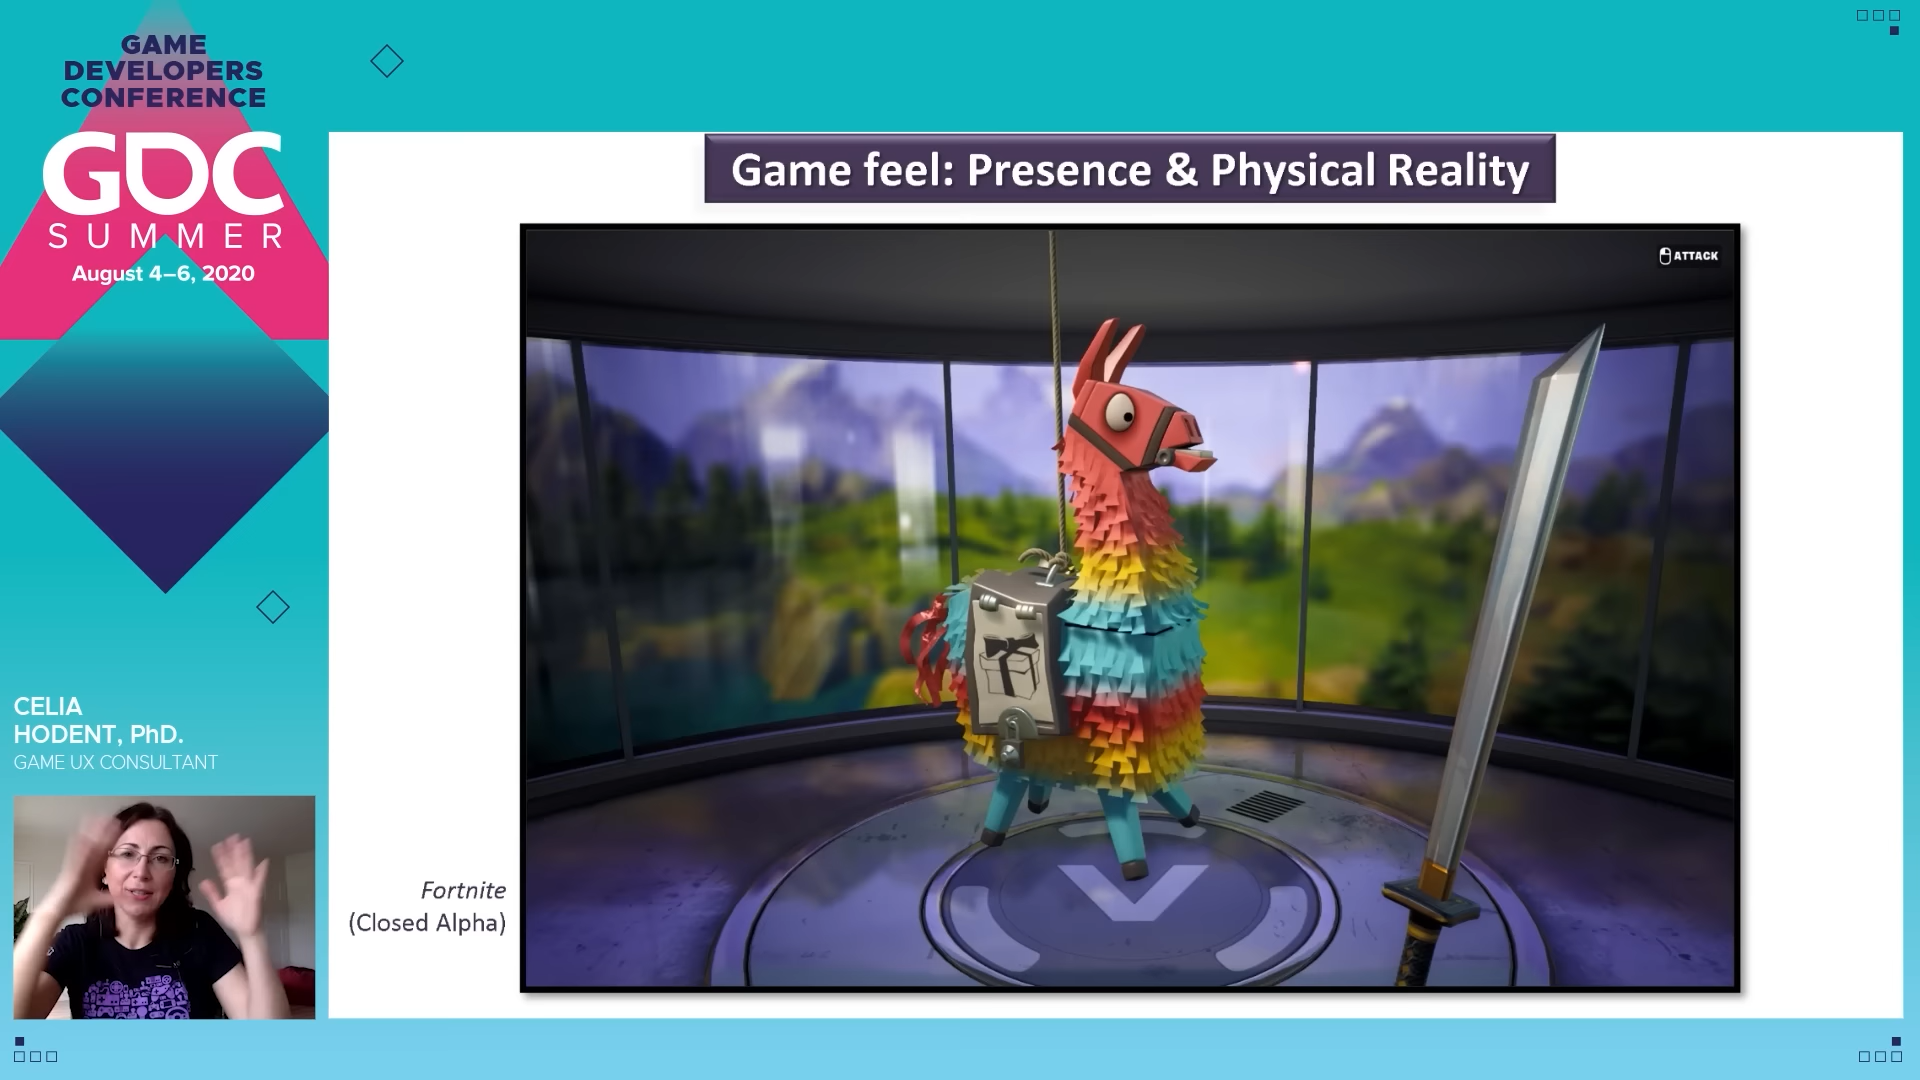 GAME
DEVELOPERS
CONFERENCE
GDC
SUMMER
August 4–6, 2020
CELIA
HODENT, PhD.
GAME UX CONSULTANT
Game feel: Presence & Physical Reality
ATTACK
Fortnite
(Closed Alpha)